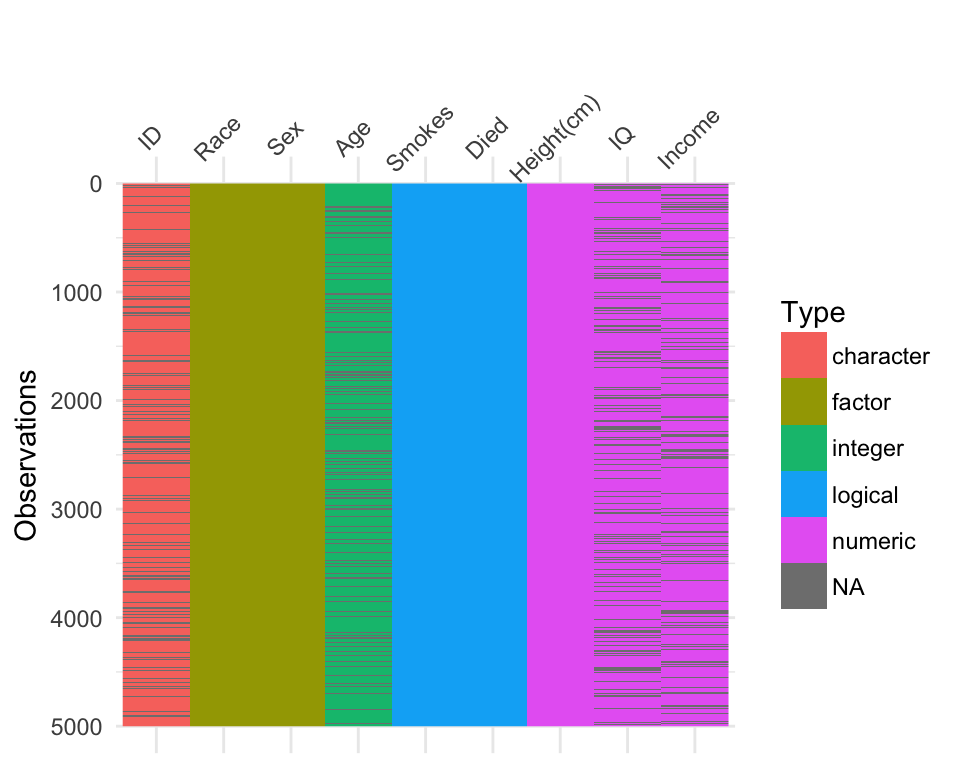 ID
Race
Sex
Age
Smokes
Died
Height(cm)
IQ
Income
0
1000
2000
3000
4000
5000
Observations
Type
character
factor
integer
logical
numeric
NA